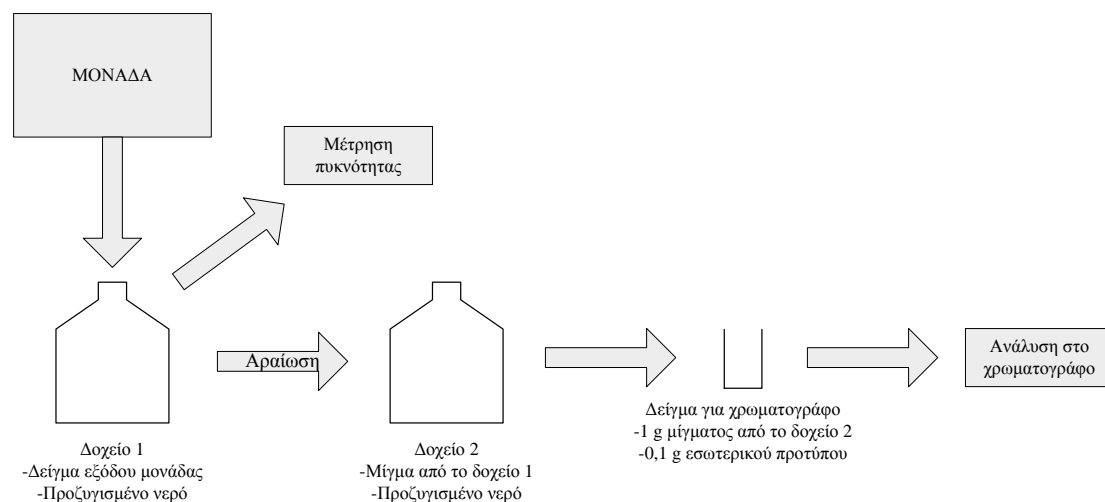 ΜΟΝΑΔΑ
Μέτρηση
πυκνότητας
Αραίωση
Ανάλυση στο
χρωματογράφο
Δοχείο 1
-Δείγμα εξόδου μονάδας
-Προζυγισμένο νερό
Δοχείο 2
-Μίγμα από το δοχείο 1
-Προζυγισμένο νερό
Δείγμα για χρωματογράφο
-1 g μίγματος από το δοχείο 2
-0,1 g εσωτερικού προτύπου